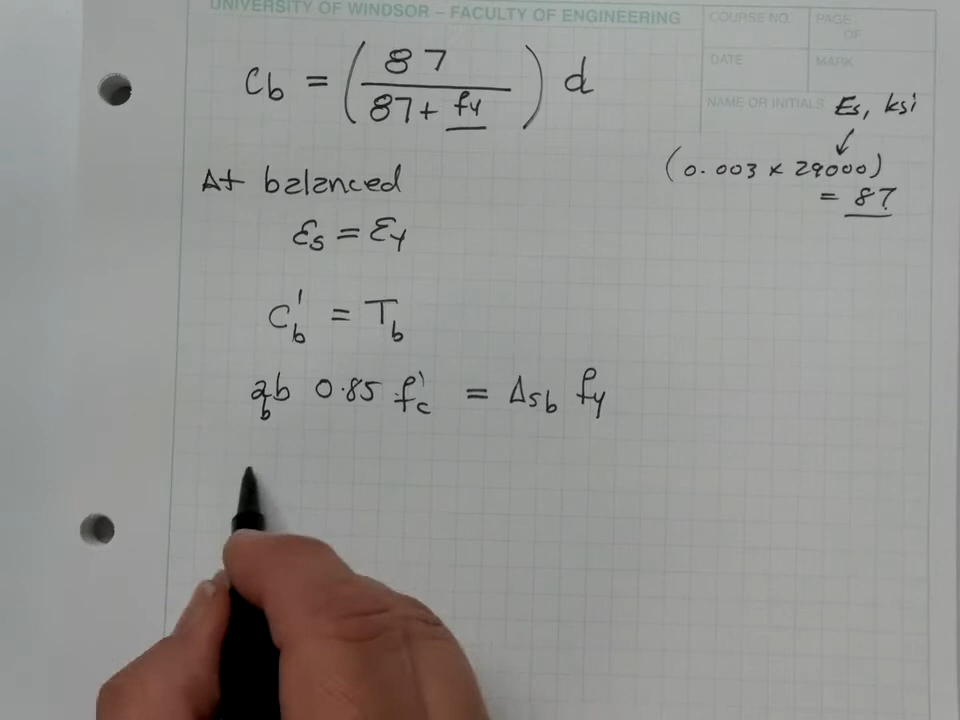 UNIVERSITY OF WINDSOR – FACULTY OF ENGINEERING
COURSE NO.
PAGE
OF
DATE
MARK
NAME OR INITIALS
Cb = (87 / 87 + fy) d
Es, ksi
↓
(0.003 x 29000)
= 87
At balanced
εs = εy
C'b = Tb
ab b 0.85 f'c = Asb fy